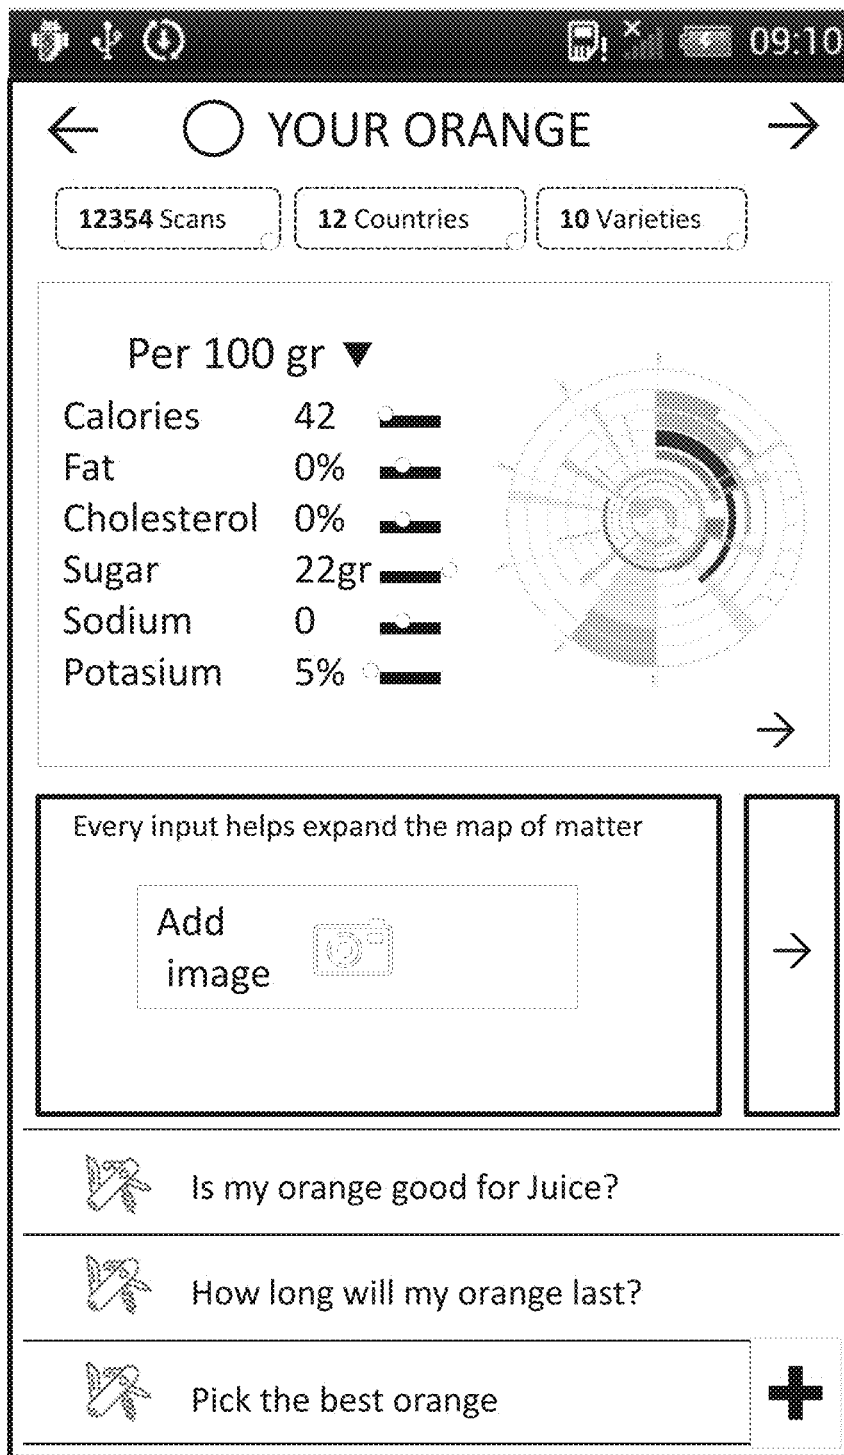 09:10
YOUR ORANGE
12354 Scans
12 Countries
10 Varieties
Per 100 gr
Calories 42
Fat 0%
Cholesterol 0%
Sugar 22gr
Sodium 0
Potasium 5%
Every input helps expand the map of matter
Add
image
Is my orange good for Juice?
How long will my orange last?
Pick the best orange